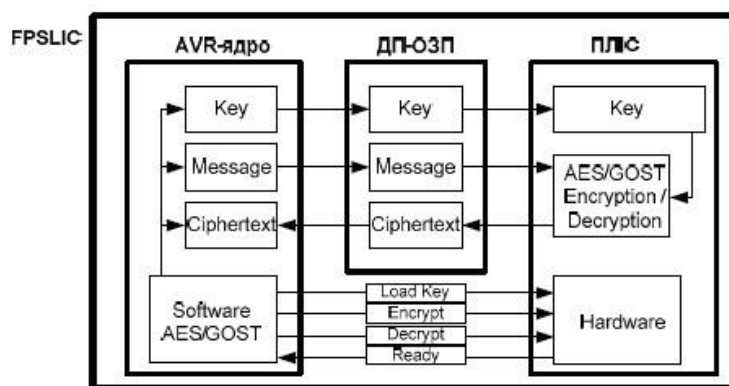 FPSLIC
AVR-ядро
ДП-ОЗП
ПЛІС
Key
Key
Key
Message
Message
AES/GOST
Encryption /
Decryption
Ciphertext
Ciphertext
Software
AES/GOST
Load Key
Encrypt
Decrypt
Ready
Hardware